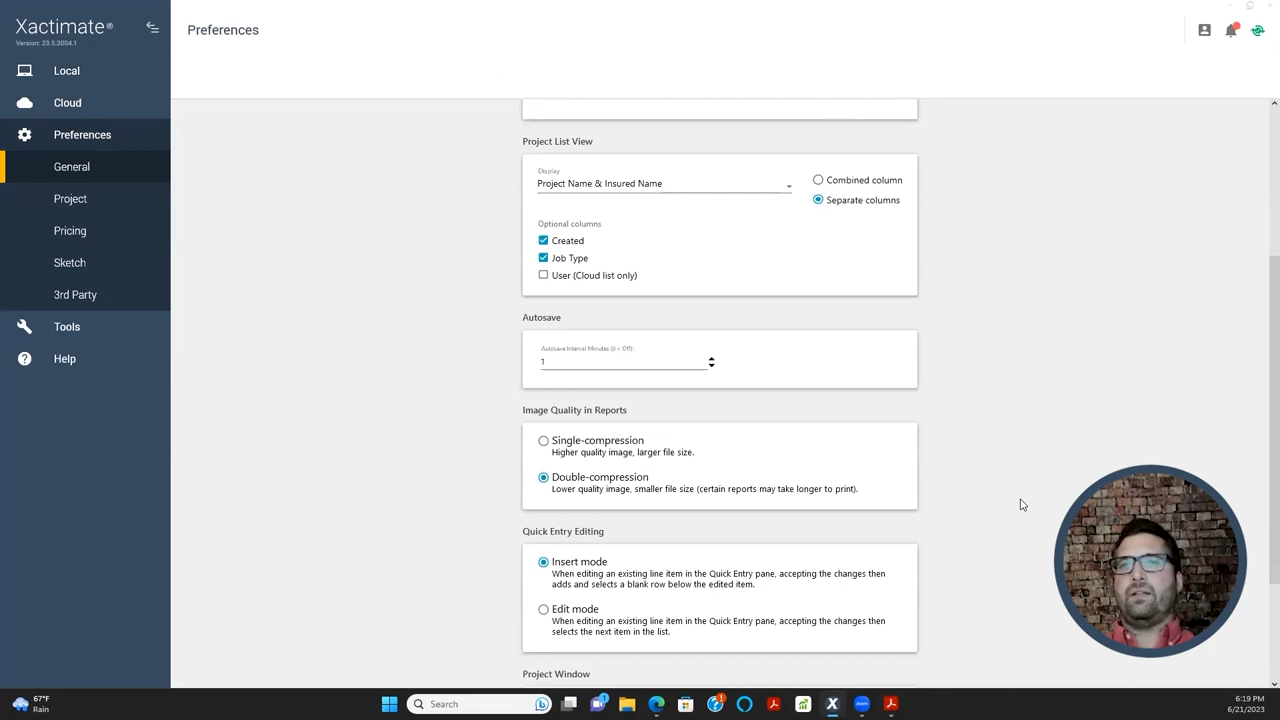 Xactimate®
Version: 23.5.2004.1
Local
Cloud
Preferences
General
Project
Pricing
Sketch
3rd Party
Tools
Help
Preferences
Project List View
Display
Project Name & Insured Name
Combined column
Separate columns
Optional columns
Created
Job Type
User (Cloud list only)
Autosave
Autosave Interval Minutes (0 = Off):
1
Image Quality in Reports
Single-compression
Higher quality image, larger file size.
Double-compression
Lower quality image, smaller file size (certain reports may take longer to print).
Quick Entry Editing
Insert mode
When editing an existing line item in the Quick Entry pane, accepting the changes then
adds and selects a blank row below the edited item.
Edit mode
When editing an existing line item in the Quick Entry pane, accepting the changes then
selects the next item in the list.
Project Window
67°F
Rain
Search
1
6:19 PM
6/21/2023